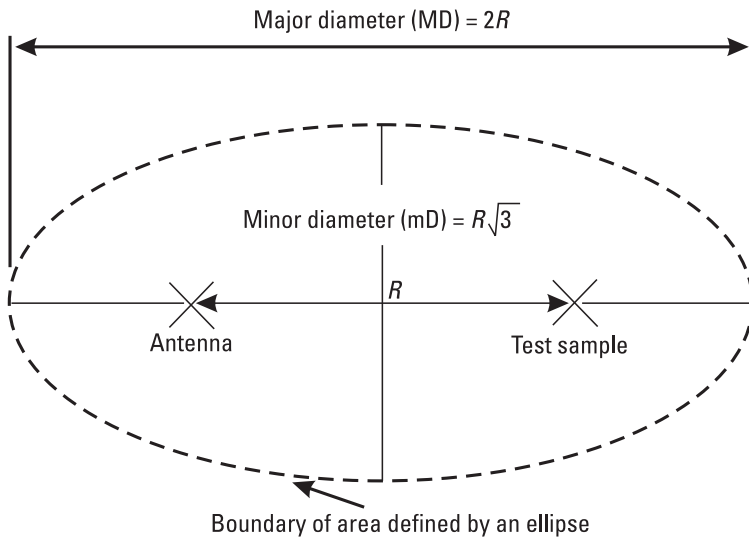 Major diameter (MD) = 2R
Minor diameter (mD) = R√3
R
Antenna
Test sample
Boundary of area defined by an ellipse